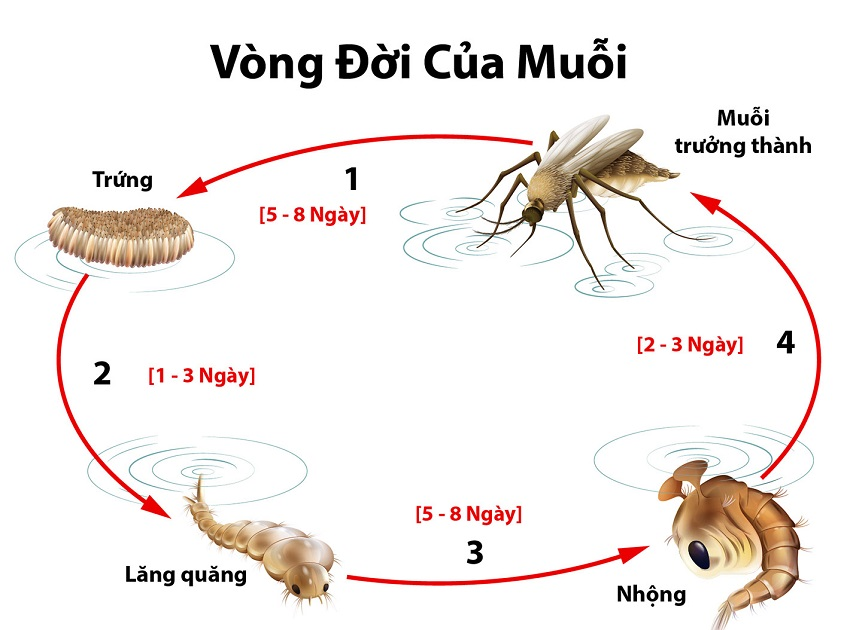 Vòng Đời Của Muỗi
Muỗi
trưởng thành
Trứng
1
[5 - 8 Ngày]
2
[1 - 3 Ngày]
[2 - 3 Ngày]
4
[5 - 8 Ngày]
3
Lăng quăng
Nhộng